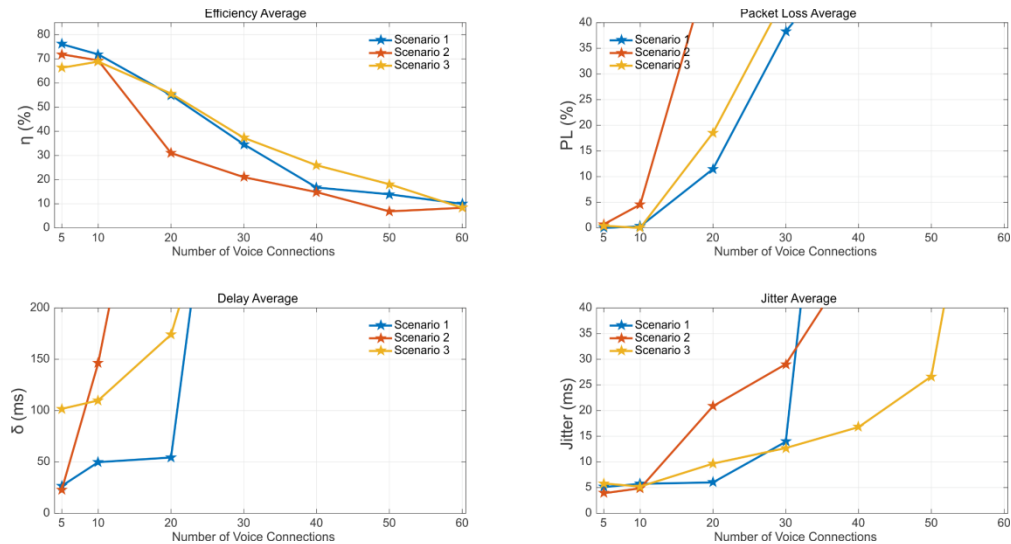 Efficiency Average
80
70
60
50
40
30
20
10
0
η (%)
Scenario 1
Scenario 2
Scenario 3
5 10 20 30 40 50 60
Number of Voice Connections
Packet Loss Average
40
35
30
25
20
15
10
5
0
PL (%)
Scenario 1
Scenario 2
Scenario 3
5 10 20 30 40 50 60
Number of Voice Connections
Delay Average
200
150
100
50
0
δ (ms)
Scenario 1
Scenario 2
Scenario 3
5 10 20 30 40 50 60
Number of Voice Connections
Jitter Average
40
35
30
25
20
15
10
5
0
Jitter (ms)
Scenario 1
Scenario 2
Scenario 3
5 10 20 30 40 50 60
Number of Voice Connections